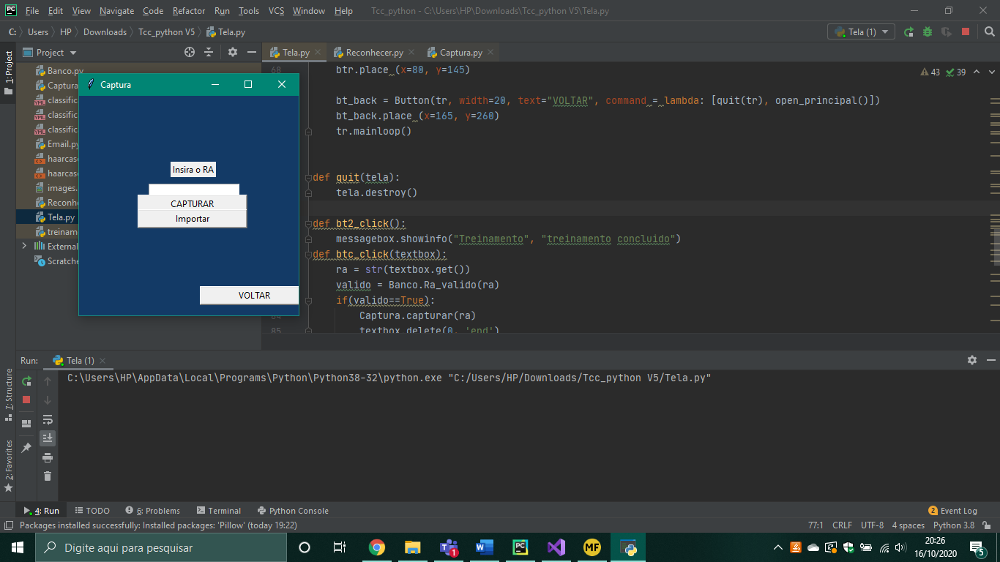 File Edit View Navigate Code Refactor Run Tools VCS Window Help Tcc_python - C:\Users\HP\Downloads\Tcc_python V5\Tela.py
C: Users HP Downloads Tcc_python V5 Tela.py Tela (1)
1: Project
Project
Tela.py Reconhecer.py Captura.py
Banco.py
Captura
classific
classific
classific
Email.py
haarcasc
haarcasc
images.
Reconhe
Tela.py
treinam
External
Scratche
Captura
Insira o RA
CAPTURAR
Importar
VOLTAR
43 39
68 btr.place (x=80, y=145)
bt_back = Button(tr, width=20, text="VOLTAR", command = lambda: [quit(tr), open_principal()])
bt_back.place (x=165, y=260)
tr.mainloop()
def quit(tela):
tela.destroy()
def bt2_click():
messagebox.showinfo("Treinamento", "treinamento concluido")
def btc_click(textbox):
ra = str(textbox.get())
valido = Banco.Ra_valido(ra)
if(valido==True):
84 Captura.capturar(ra)
85 textbox.delete(0, 'end')
Run: Tela (1)
C:\Users\HP\AppData\Local\Programs\Python\Python38-32\python.exe "C:/Users/HP/Downloads/Tcc_python V5/Tela.py"
7: Structure
2: Favorites
4: Run TODO 6: Problems Terminal Python Console 2 Event Log
Packages installed successfully: Installed packages: 'Pillow' (today 19:22) 77:1 CRLF UTF-8 4 spaces Python 3.8
Digite aqui para pesquisar
1
MF
20:26
16/10/2020
5